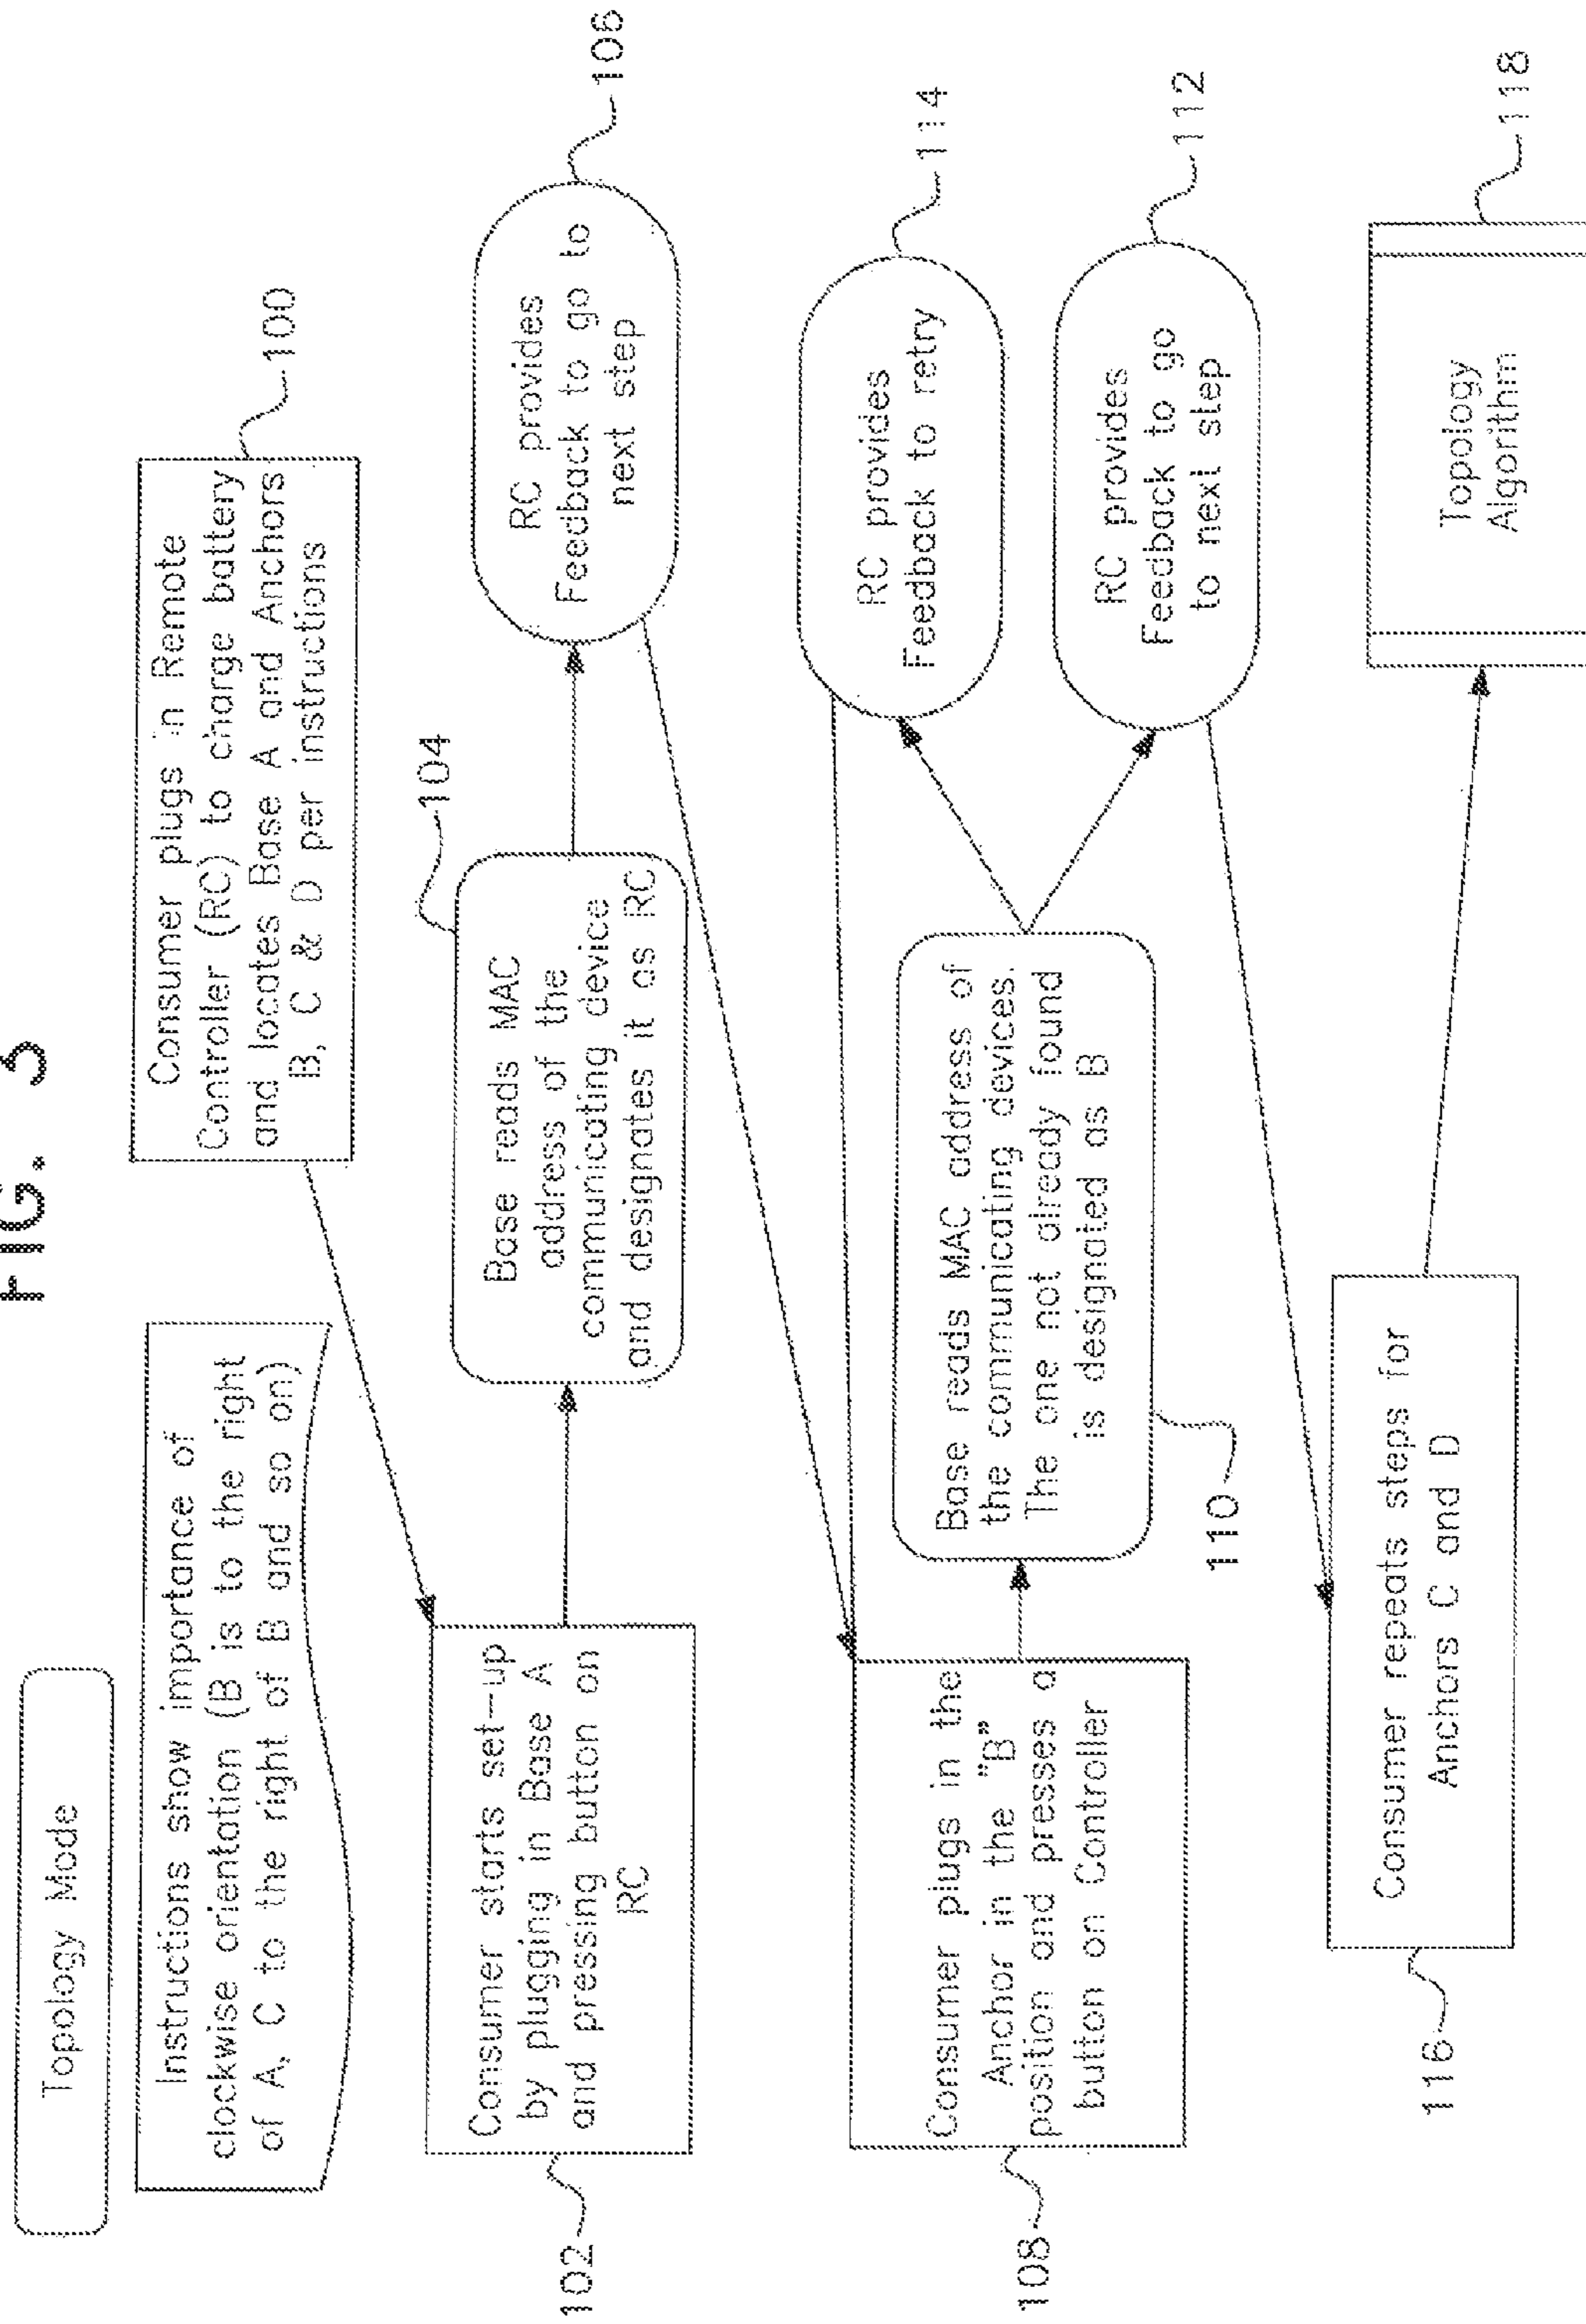 FIG. 3
Topology Mode
Instructions show importance of
clockwise orientation (B is to the right
of A, C to the right of B and so on)
Consumer plugs in Remote
Controller (RC) to charge battery
and locates Base A and Anchors
B, C & D per instructions
100
Consumer starts set-up
by plugging in Base A
and pressing button on
RC
102
Base reads MAC
address of the
communicating device
and designates it as RC
104
RC provides
Feedback to go to
next step
106
Consumer plugs in the
Anchor in the "B"
position and presses a
button on Controller
108
Base reads MAC address of
the communicating devices.
The one not already found
is designated as B
110
RC provides
Feedback to retry
114
RC provides
Feedback to go
to next step
112
Consumer repeats steps for
Anchors C and D
116
Topology
Algorithm
118